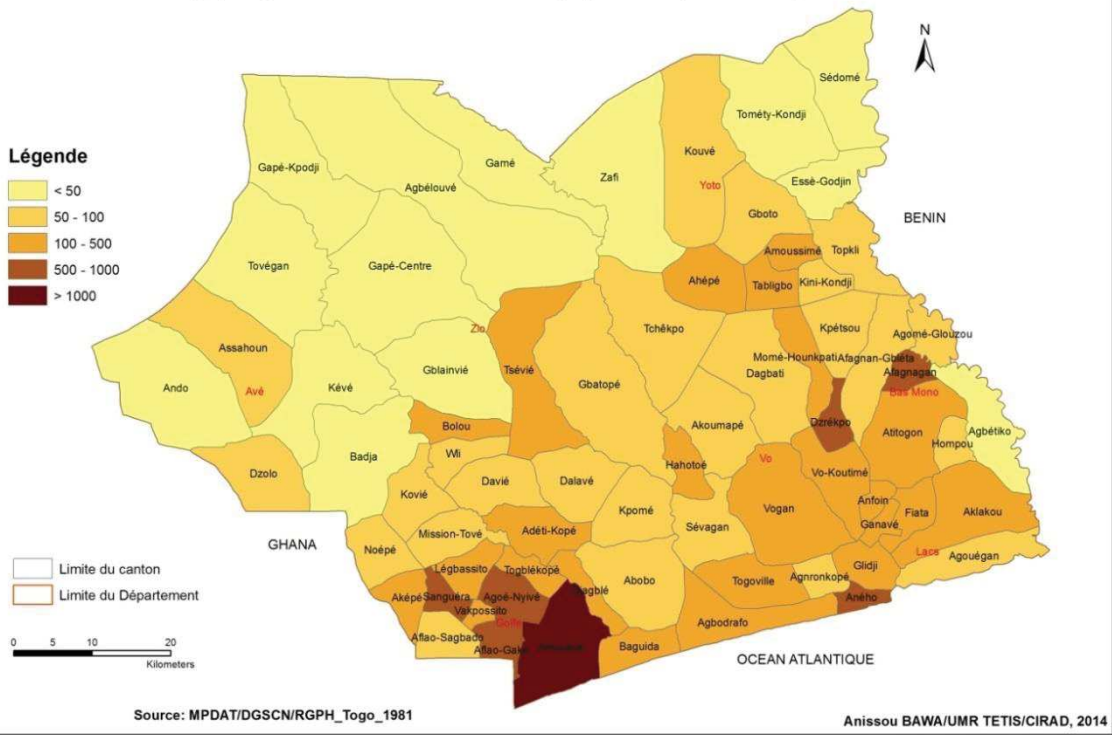 N
Sédomé
Tométy-Kondji
Légende
< 50
50 - 100
100 - 500
500 - 1000
> 1000
Gapé-Kpodji
Gamé
Agbélouvé
Zafi
Kouvé
Yoto
Essè-Godjin
Gboto
BENIN
Tovégan
Gapé-Centre
Amoussimé
Topkli
Ahépé
Tabligbo
Kini-Kondji
Assahoun
Zio
Tchêkpo
Kpétsou
Agomé-Glouzou
Ando
Avé
Kévé
Gblainvié
Tsévié
Gbatopé
Momé-Hounkpati
Afagnan-Gbléta
Dagbati
Afagnagan
Bas Mono
Bolou
Akoumapé
Dzrékpo
Atitogon
Agbétiko
Hompou
Dzolo
Badja
Wli
Hahotoé
Vo
Vo-Koutimé
Kovié
Davié
Dalavé
Kpomé
Sévagan
Vogan
Anfoin
Ganavé
Fiata
Aklakou
GHANA
Noépé
Mission-Tové
Adéti-Kopé
Lacs
Agouégan
Limite du canton
Limite du Département
Légbassito
Togblékopé
Abobo
Togoville
Agnronkopé
Glidji
Aképé
Sanguéra
Agoé-Nyivé
Vakpossito
Golfe
Aného
Aflao-Sagbado
Aflao-Gakli
Baguida
Agbodrafo
0 5 10 20
Kilometers
OCEAN ATLANTIQUE
Source: MPDAT/DGSCN/RGPH_Togo_1981
Anissou BAWA/UMR TETIS/CIRAD, 2014